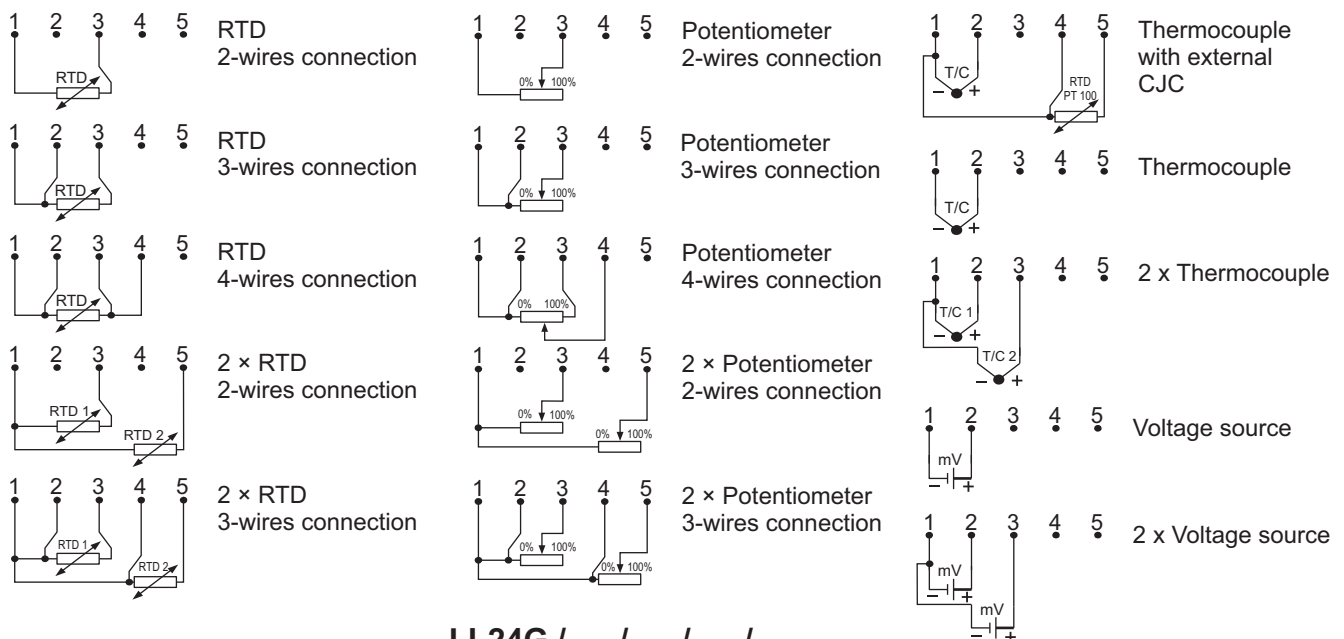 1 2 3 4 5
RTD
2-wires connection
RTD
1 2 3 4 5
RTD
3-wires connection
RTD
1 2 3 4 5
RTD
4-wires connection
RTD
1 2 3 4 5
2 × RTD
2-wires connection
RTD 1
RTD 2
1 2 3 4 5
2 × RTD
3-wires connection
RTD 1
RTD 2
1 2 3 4 5
Potentiometer
2-wires connection
0% 100%
1 2 3 4 5
Potentiometer
3-wires connection
0% 100%
1 2 3 4 5
Potentiometer
4-wires connection
0% 100%
1 2 3 4 5
2 × Potentiometer
2-wires connection
0% 100%
0% 100%
1 2 3 4 5
2 × Potentiometer
3-wires connection
0% 100%
0% 100%
1 2 3 4 5
Thermocouple
with external
CJC
T/C
– +
RTD
PT 100
1 2 3 4 5
Thermocouple
T/C
– +
1 2 3 4 5
2 x Thermocouple
T/C 1
– +
T/C 2
– +
1 2 3 4 5
Voltage source
mV
– +
1 2 3 4 5
2 x Voltage source
mV
– +
mV
– +